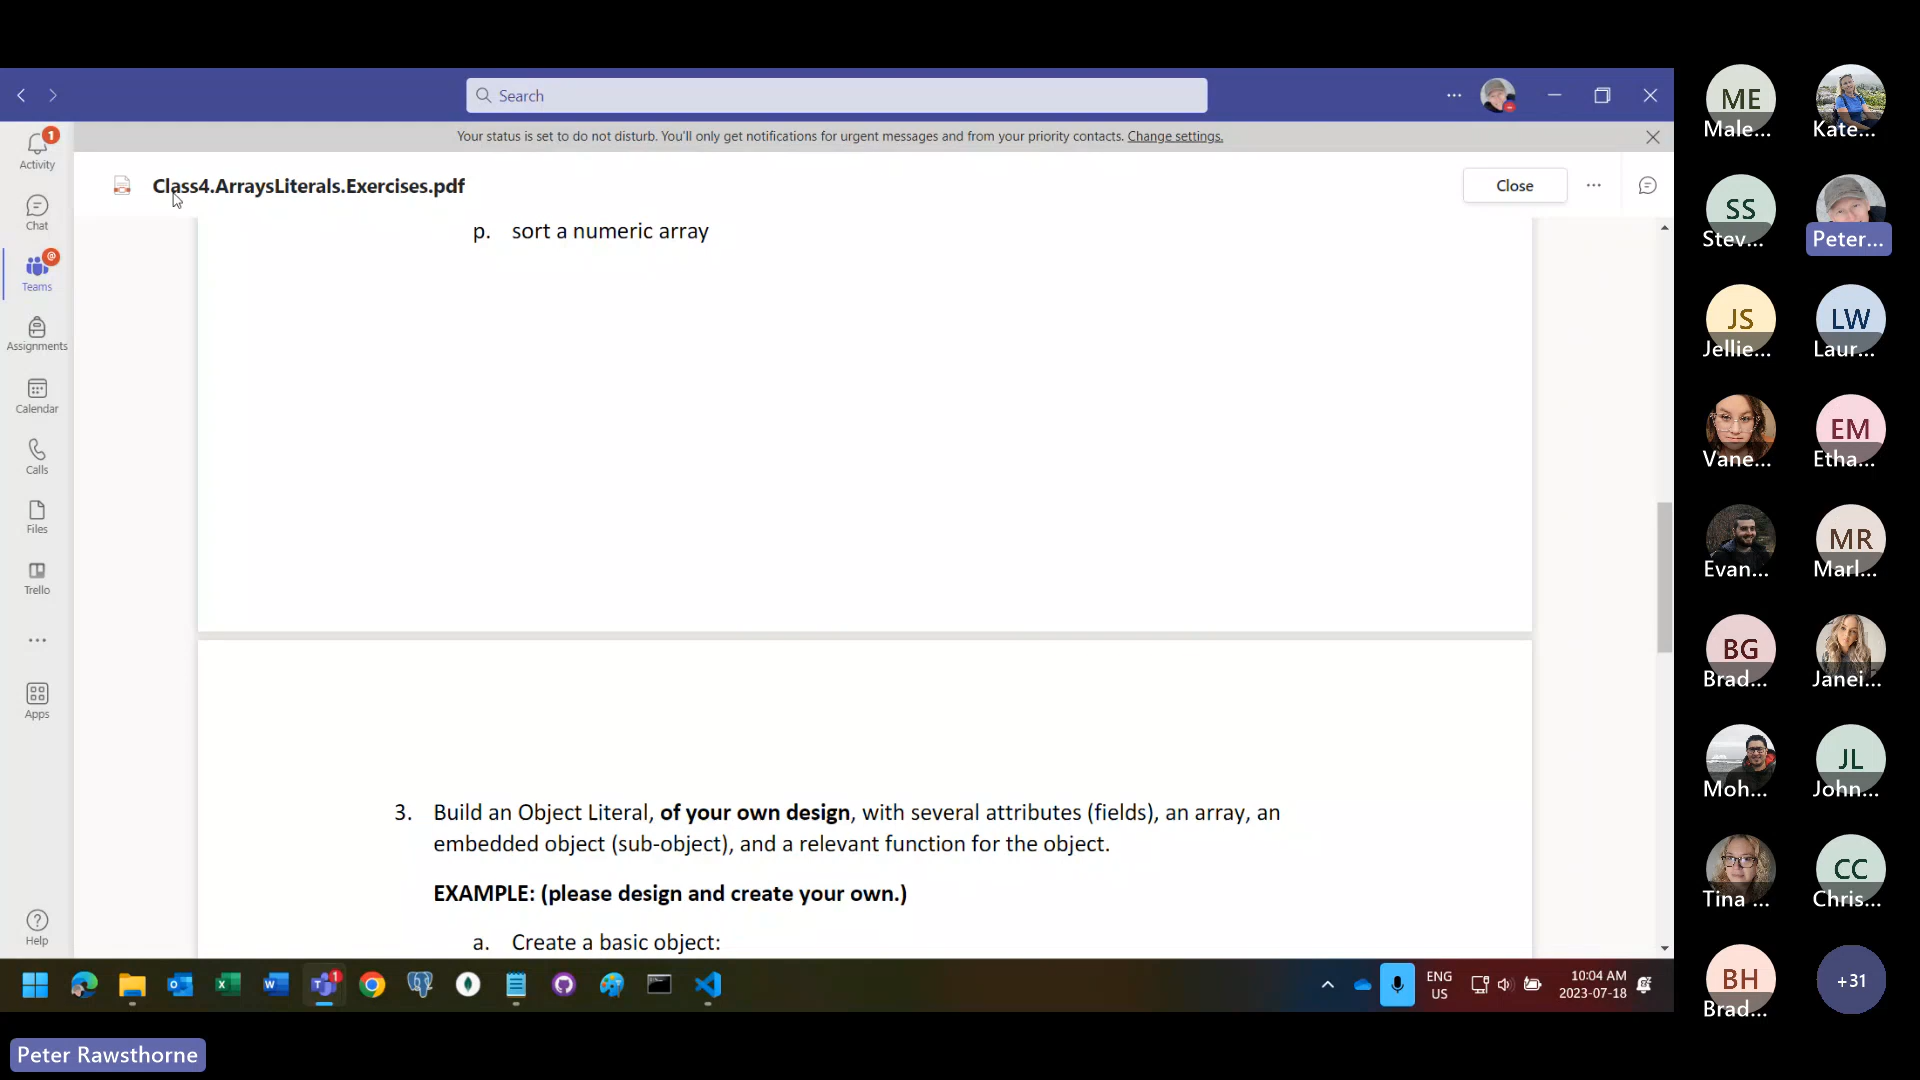 Search
Your status is set to do not disturb. You'll only get notifications for urgent messages and from your priority contacts. Change settings.
1
Activity
Chat
@
Teams
Assignments
Calendar
Calls
Files
Trello
Apps
Help
Class4.ArraysLiterals.Exercises.pdf
Close
p. sort a numeric array
3. Build an Object Literal, of your own design, with several attributes (fields), an array, an
embedded object (sub-object), and a relevant function for the object.
EXAMPLE: (please design and create your own.)
a. Create a basic object:
1
ENG
US
10:04 AM
2023-07-18
Peter Rawsthorne
ME
Male...
Kate...
SS
Stev...
Peter...
JS
Jellie...
LW
Laur...
Vane...
EM
Etha...
Evan...
MR
Marl...
BG
Brad...
Janei...
Moh...
JL
John...
Tina ...
CC
Chris...
BH
Brad...
+31